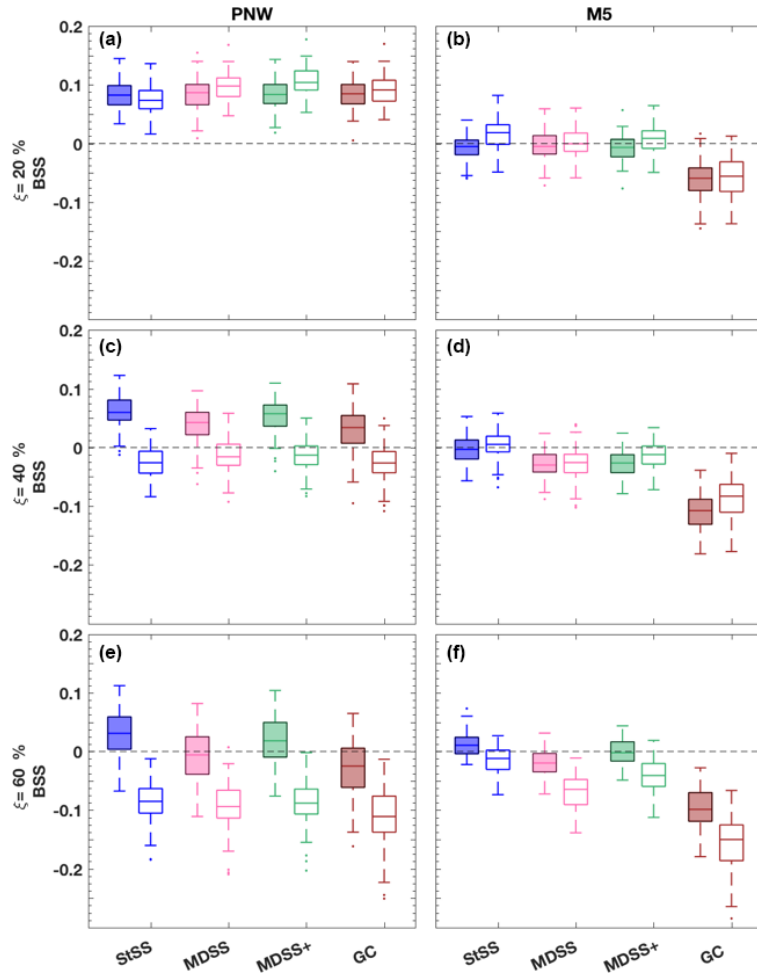 PNW M5
(a) (b)
0.2
0.1
0
-0.1
-0.2
ξ= 20 %
BSS
(c) (d)
0.2
0.1
0
-0.1
-0.2
ξ= 40 %
BSS
(e) (f)
0.2
0.1
0
-0.1
-0.2
ξ= 60 %
BSS
StSS MDSS MDSS+ GC StSS MDSS MDSS+ GC